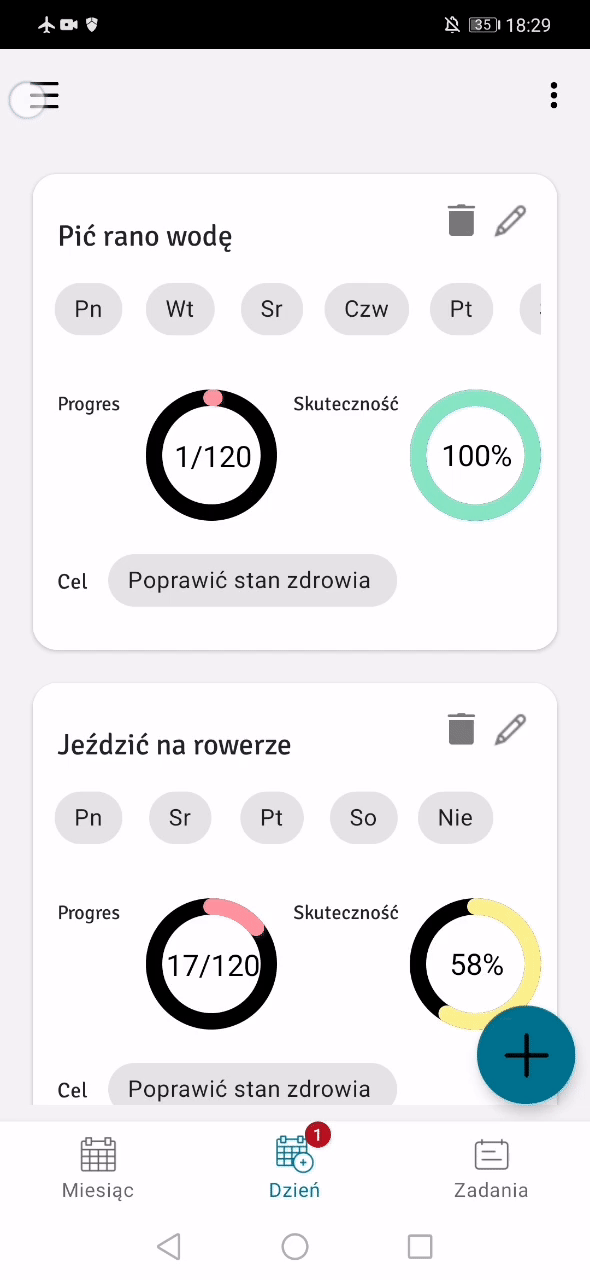 35 18:29
Pić rano wodę
Pn Wt Sr Czw Pt
Progres 1/120 Skuteczność 100%
Cel Poprawić stan zdrowia
Jeździć na rowerze
Pn Sr Pt So Nie
Progres 17/120 Skuteczność 58%
Cel Poprawić stan zdrowia
1
Miesiąc Dzień Zadania